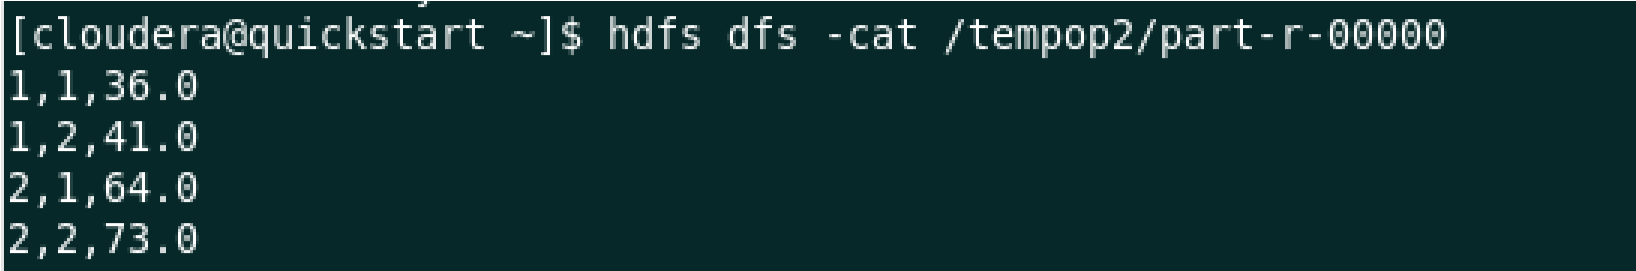 [cloudera@quickstart ~]$ hdfs dfs -cat /tempop2/part-r-00000
1,1,36.0
1,2,41.0
2,1,64.0
2,2,73.0